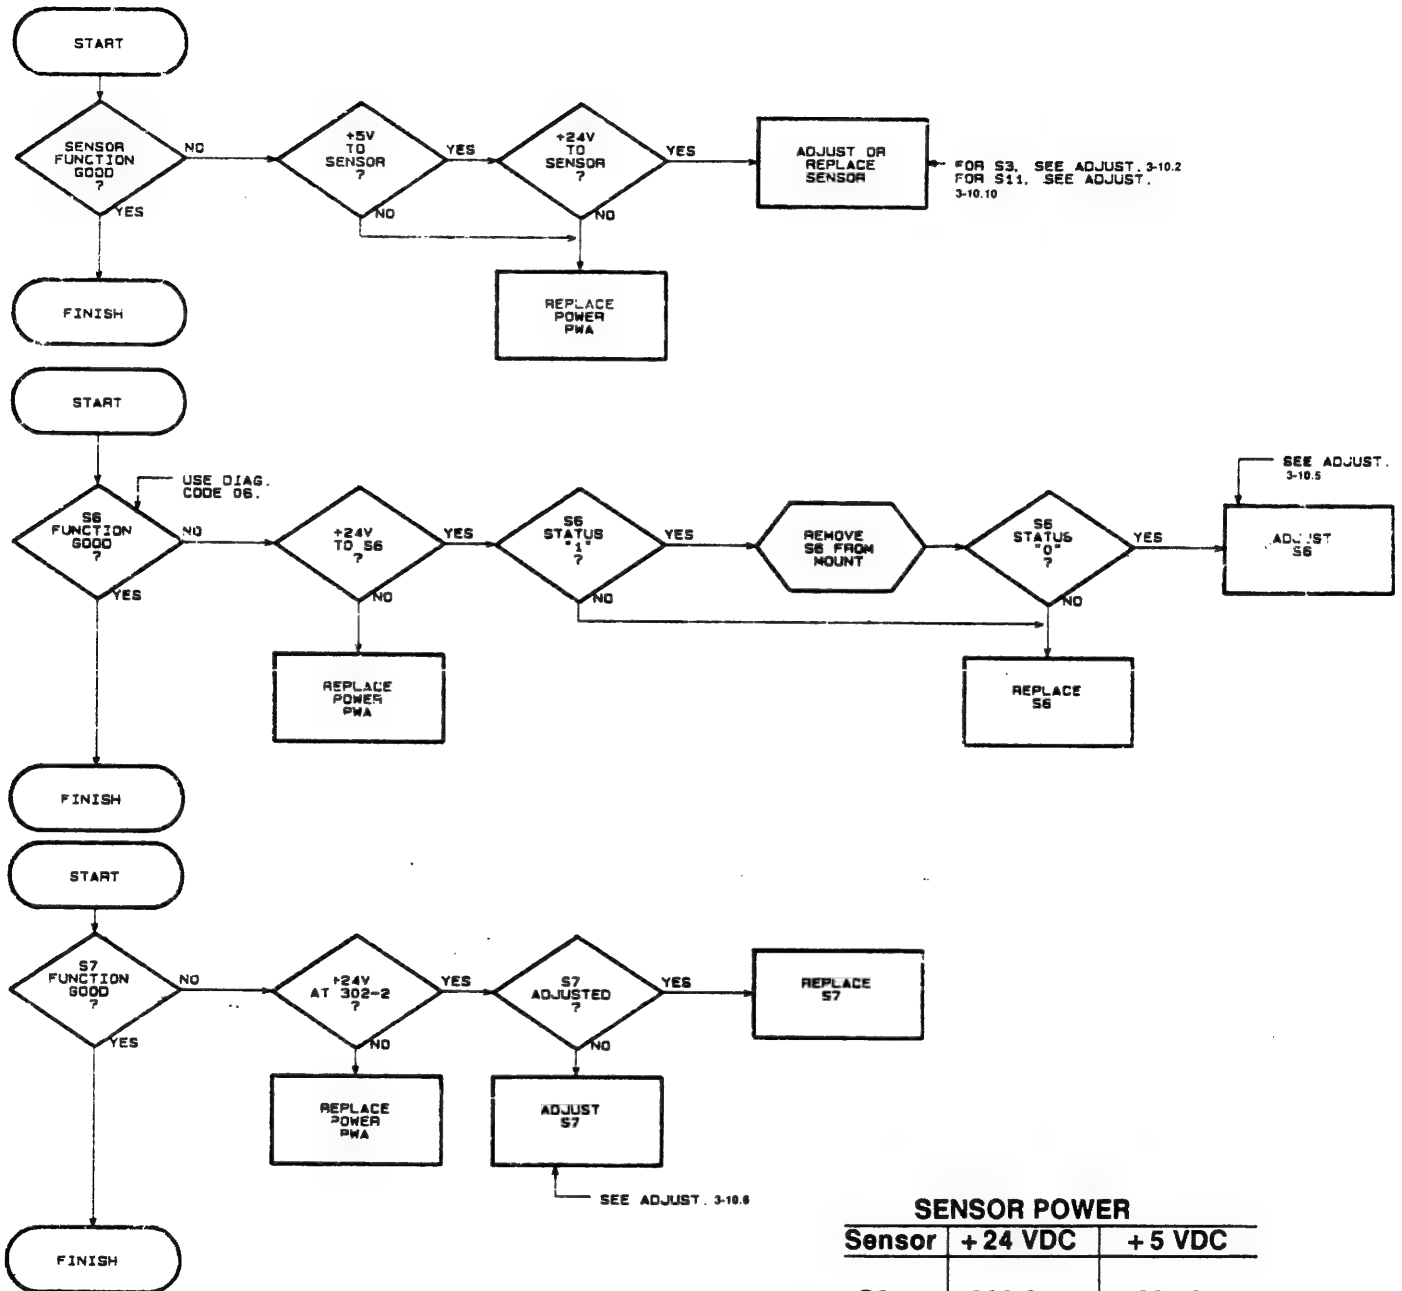 START
SENSOR
FUNCTION
GOOD
?
NO
YES
+5V
TO
SENSOR
?
YES
NO
+24V
TO
SENSOR
?
YES
NO
ADJUST OR
REPLACE
SENSOR
FOR S3, SEE ADJUST. 3-10.2
FOR S11, SEE ADJUST.
3-10.10
REPLACE
POWER
PWA
FINISH
START
USE DIAG.
CODE 06.
S6
FUNCTION
GOOD
?
NO
YES
+24V
TO S6
?
YES
NO
S6
STATUS
"1"
?
YES
NO
REMOVE
S6 FROM
MOUNT
S6
STATUS
"0"
?
YES
NO
SEE ADJUST.
3-10.5
ADJUST
S6
REPLACE
POWER
PWA
REPLACE
S6
FINISH
START
S7
FUNCTION
GOOD
?
NO
YES
+24V
AT 302-2
?
YES
NO
S7
ADJUSTED
?
YES
NO
REPLACE
S7
REPLACE
POWER
PWA
ADJUST
S7
SEE ADJUST. 3-10.6
FINISH
SENSOR POWER
Sensor +24 VDC +5 VDC